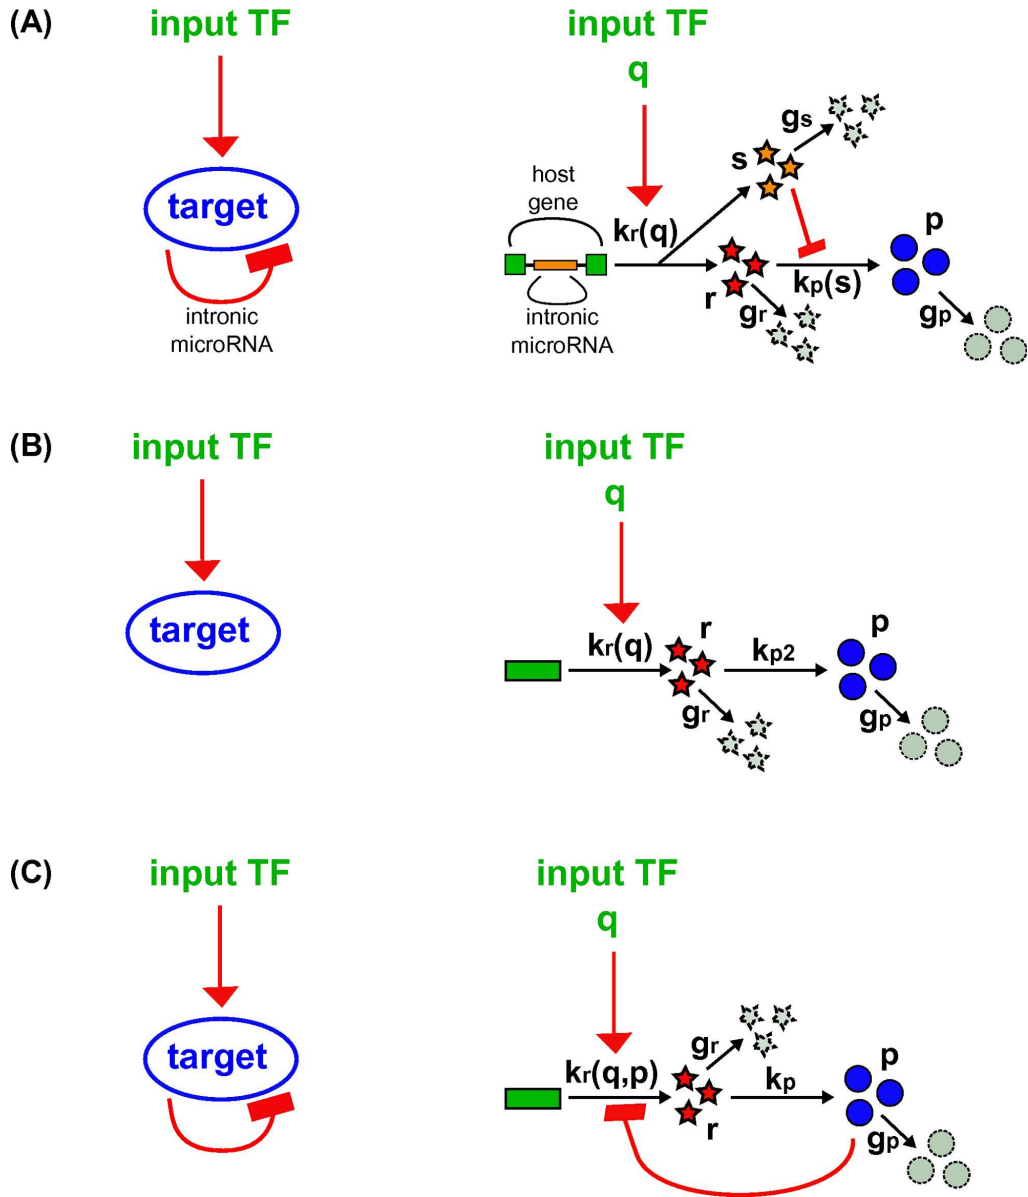 (A)
input TF
target
intronic
microRNA
input TF
q
host
gene
kr(q)
intronic
microRNA
s
gs
r
gr
kp(s)
p
gp
(B)
input TF
target
input TF
q
kr(q)
r
gr
kp2
p
gp
(C)
input TF
target
input TF
q
kr(q,p)
gr
r
kp
p
gp